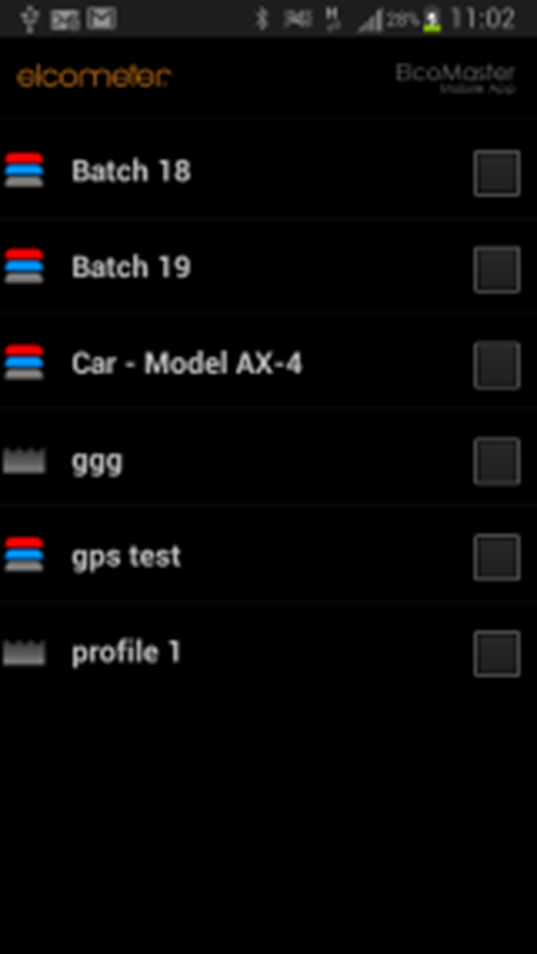 28% 11:02
elcometer ElcoMaster
Mobile App
Batch 18
Batch 19
Car - Model AX-4
ggg
gps test
profile 1